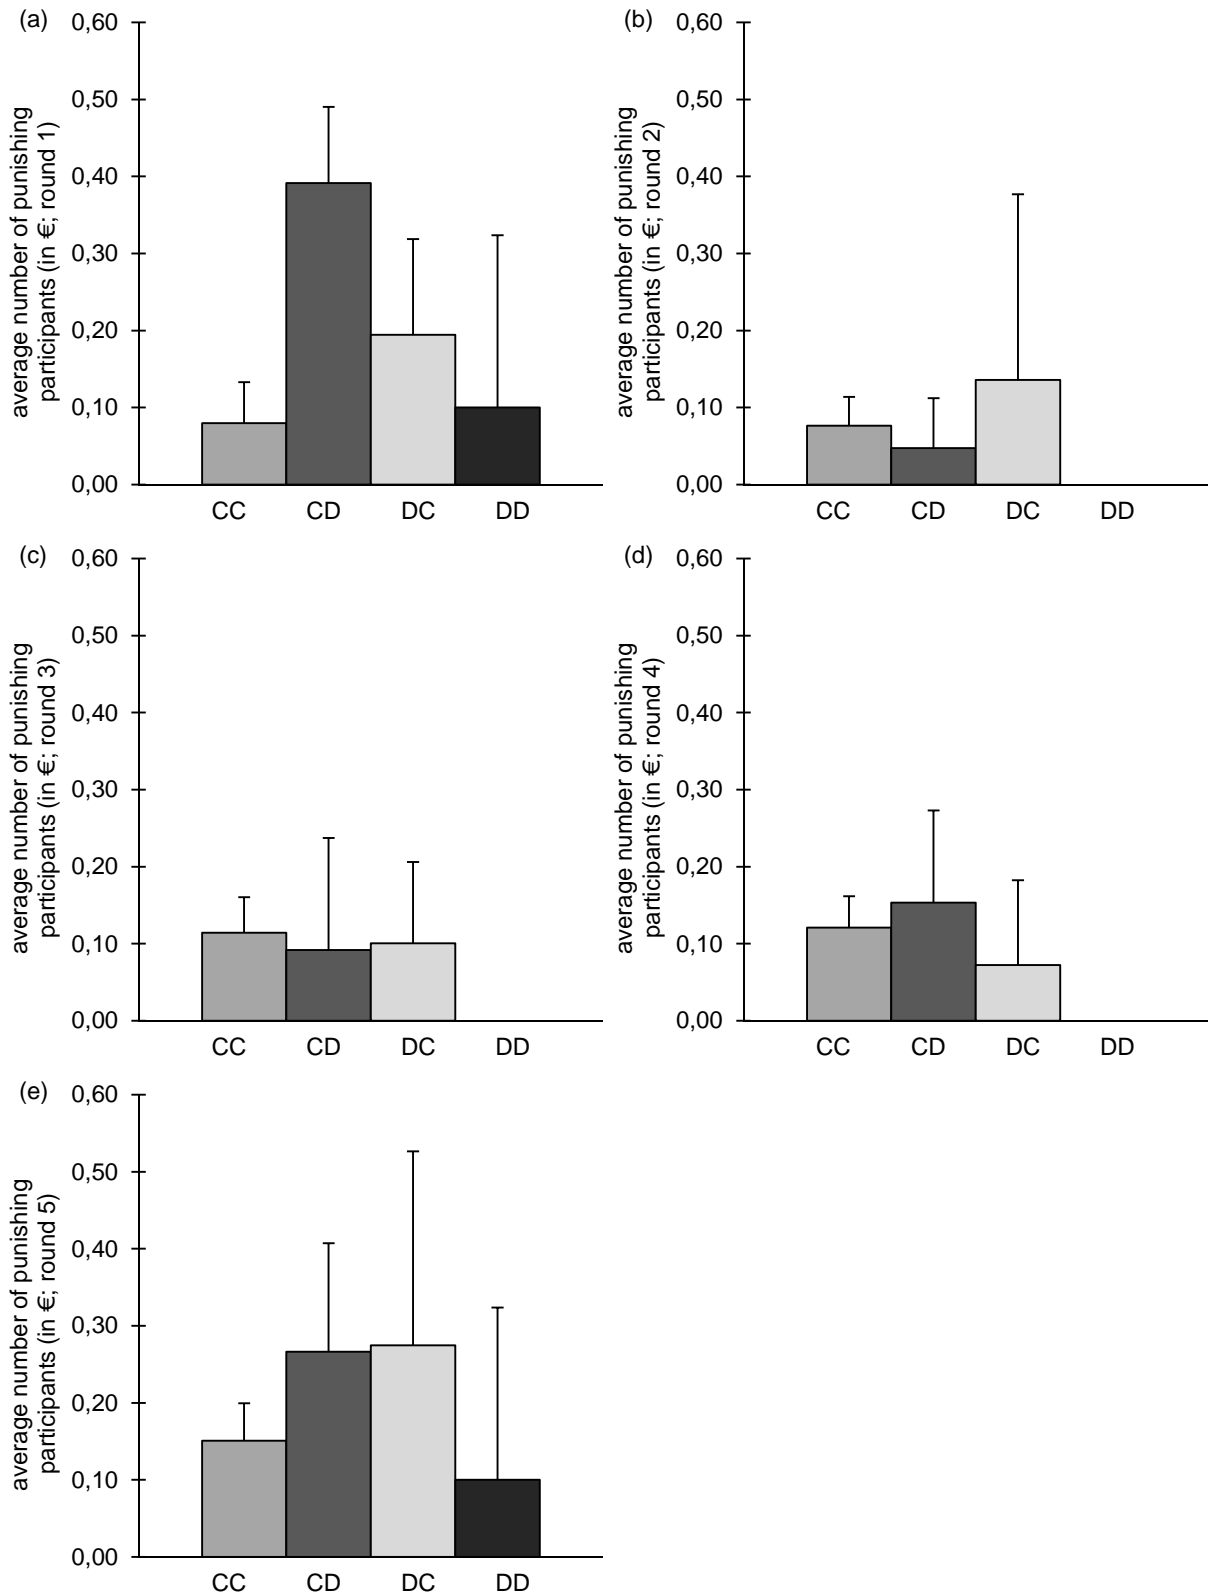 (a)
average number of punishing
participants (in €; round 1)
0,60
0,50
0,40
0,30
0,20
0,10
0,00
CC CD DC DD
(b)
average number of punishing
participants (in €; round 2)
0,60
0,50
0,40
0,30
0,20
0,10
0,00
CC CD DC DD
(c)
average number of punishing
participants (in €; round 3)
0,60
0,50
0,40
0,30
0,20
0,10
0,00
CC CD DC DD
(d)
average number of punishing
participants (in €; round 4)
0,60
0,50
0,40
0,30
0,20
0,10
0,00
CC CD DC DD
(e)
average number of punishing
participants (in €; round 5)
0,60
0,50
0,40
0,30
0,20
0,10
0,00
CC CD DC DD